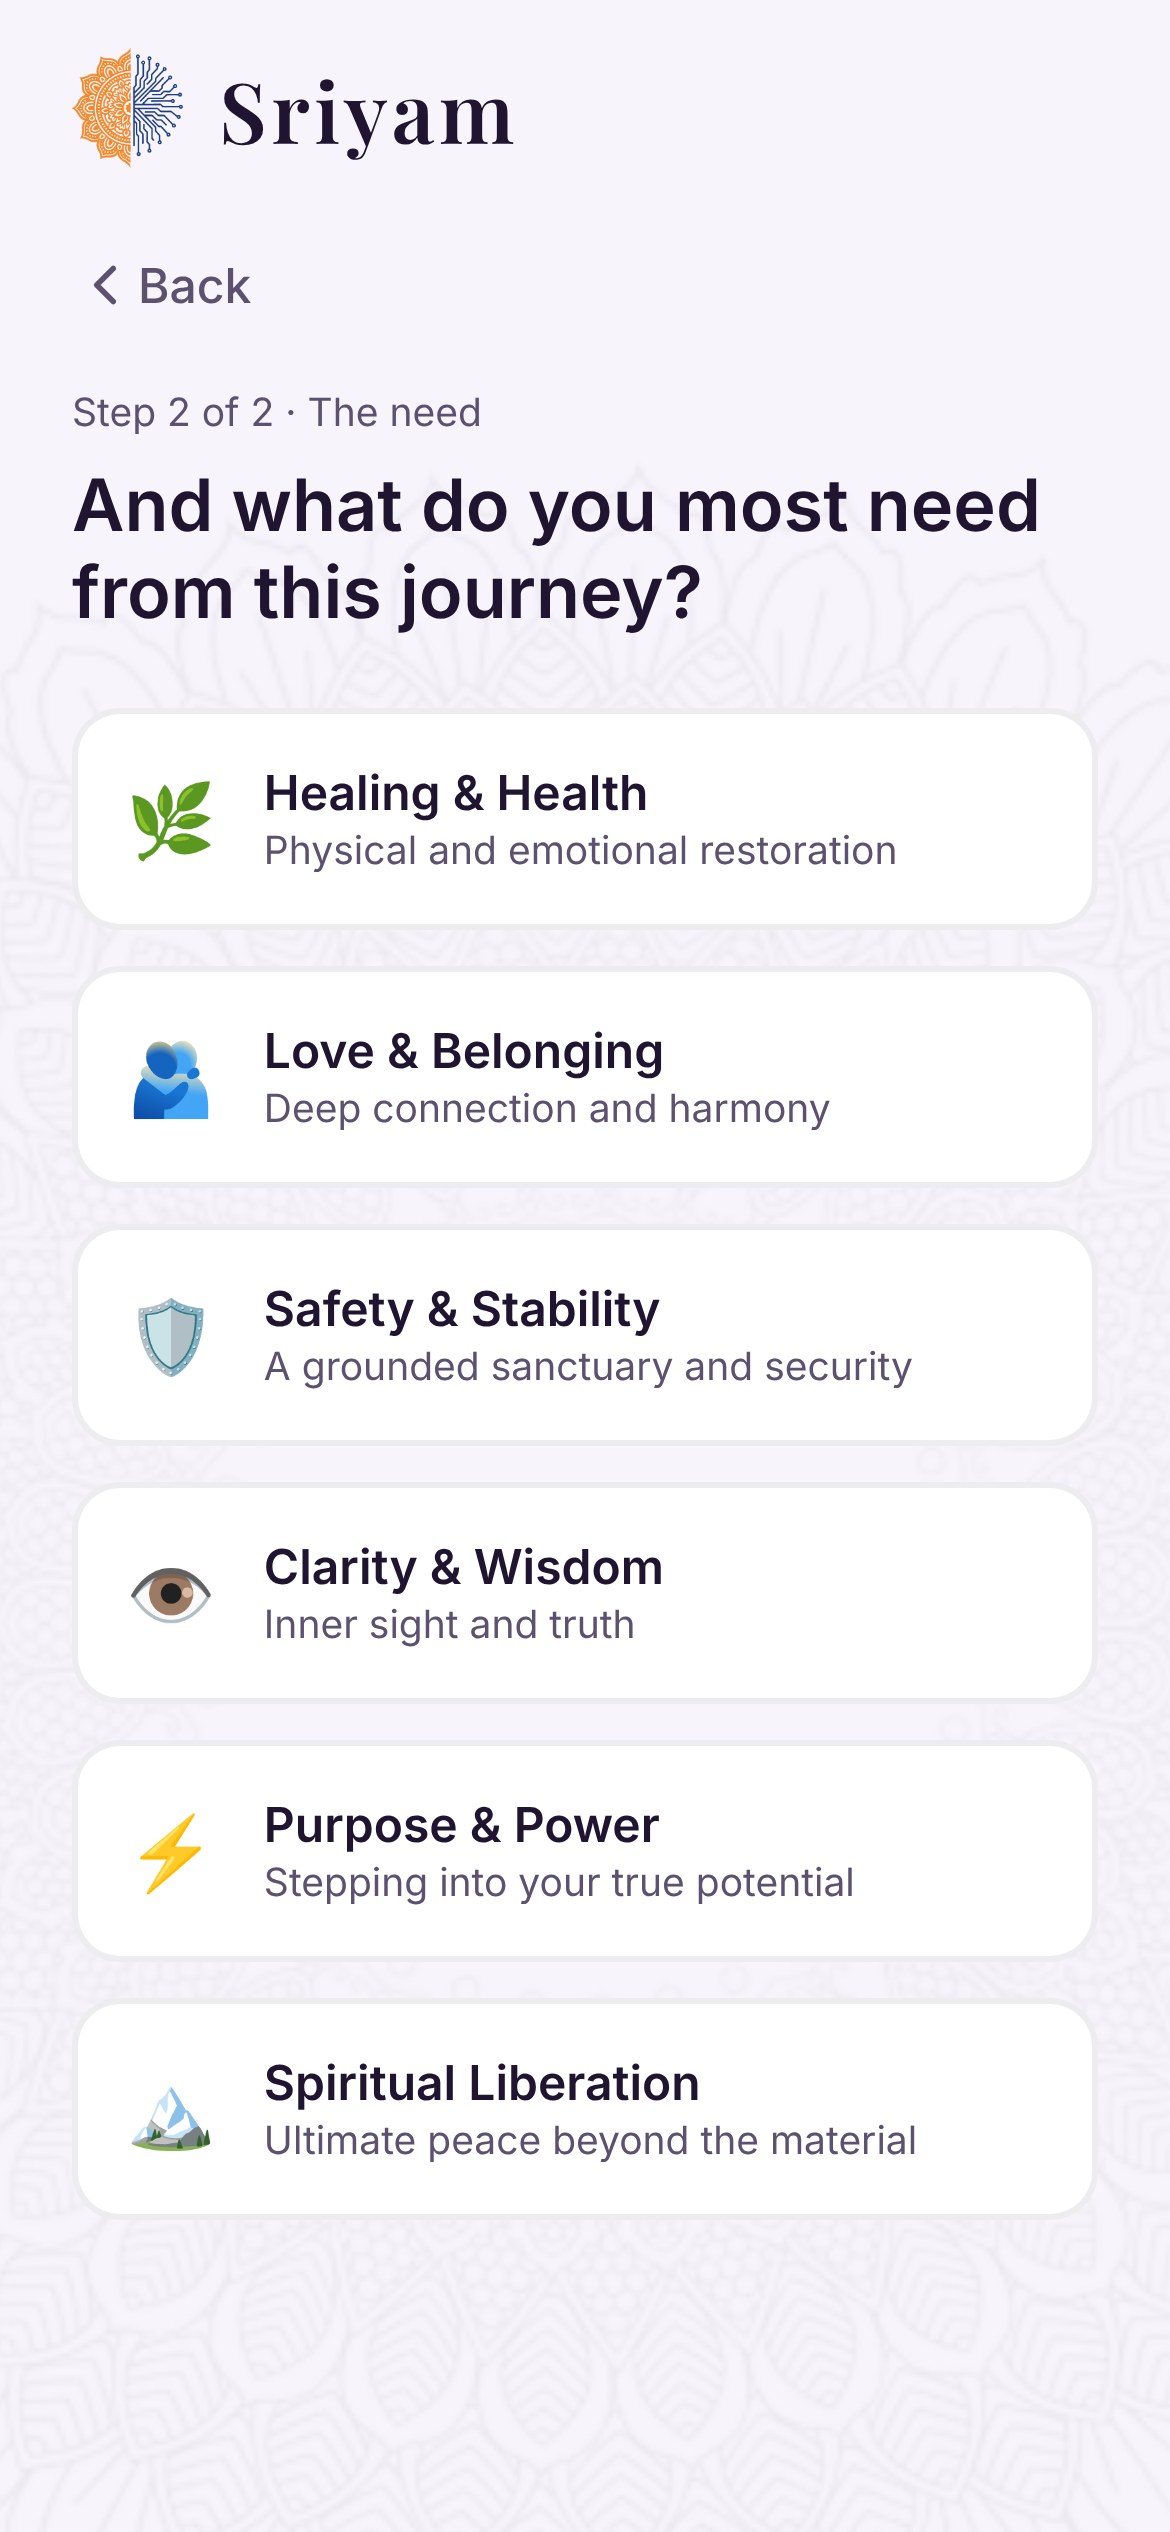 Sriyam
Back
Step 2 of 2 · The need
And what do you most need
from this journey?
Healing & Health
Physical and emotional restoration
Love & Belonging
Deep connection and harmony
Safety & Stability
A grounded sanctuary and security
Clarity & Wisdom
Inner sight and truth
Purpose & Power
Stepping into your true potential
Spiritual Liberation
Ultimate peace beyond the material